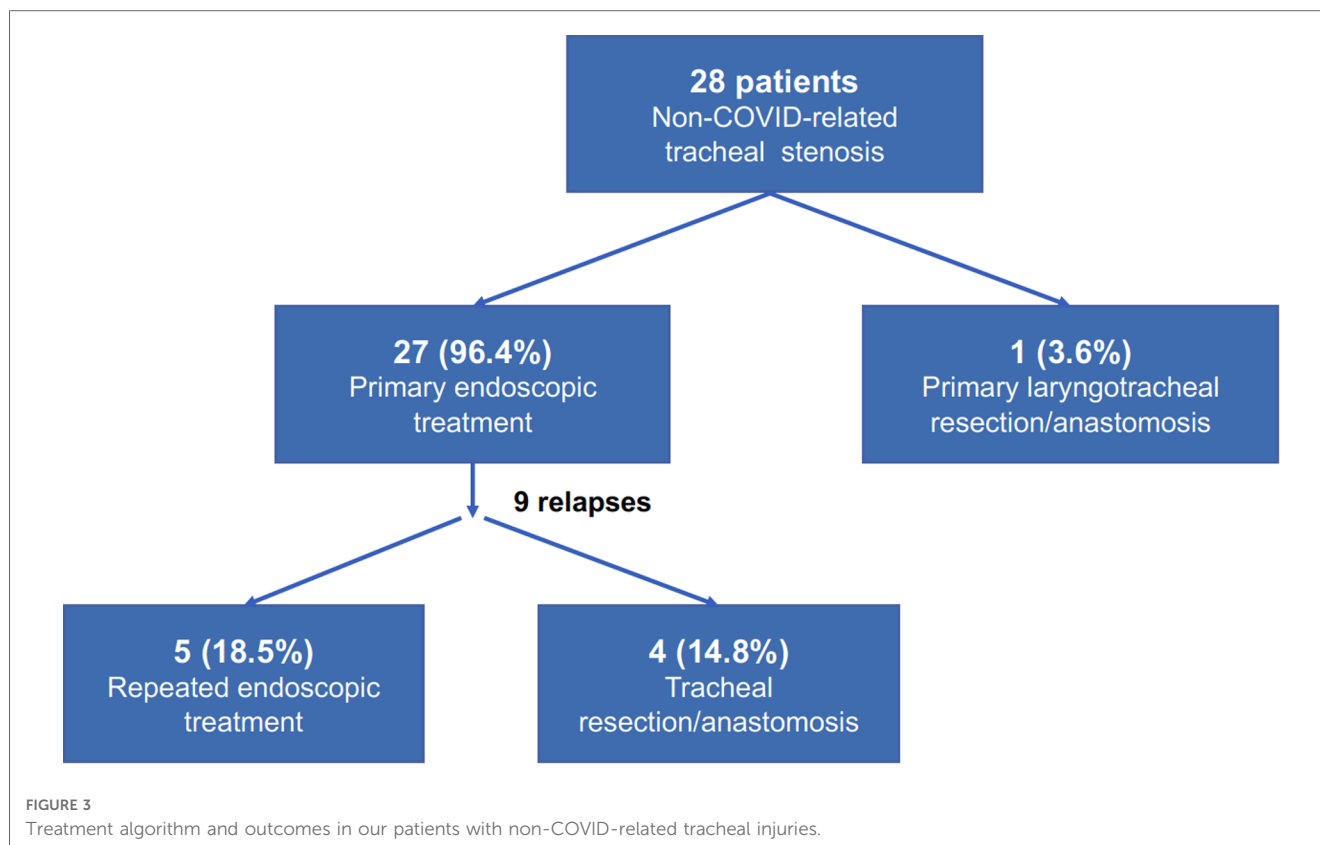 28 patients
Non-COVID-related
tracheal stenosis
27 (96.4%)
Primary endoscopic
treatment
1 (3.6%)
Primary laryngotracheal
resection/anastomosis
9 relapses
5 (18.5%)
Repeated endoscopic
treatment
4 (14.8%)
Tracheal
resection/anastomosis
FIGURE 3
Treatment algorithm and outcomes in our patients with non-COVID-related tracheal injuries.